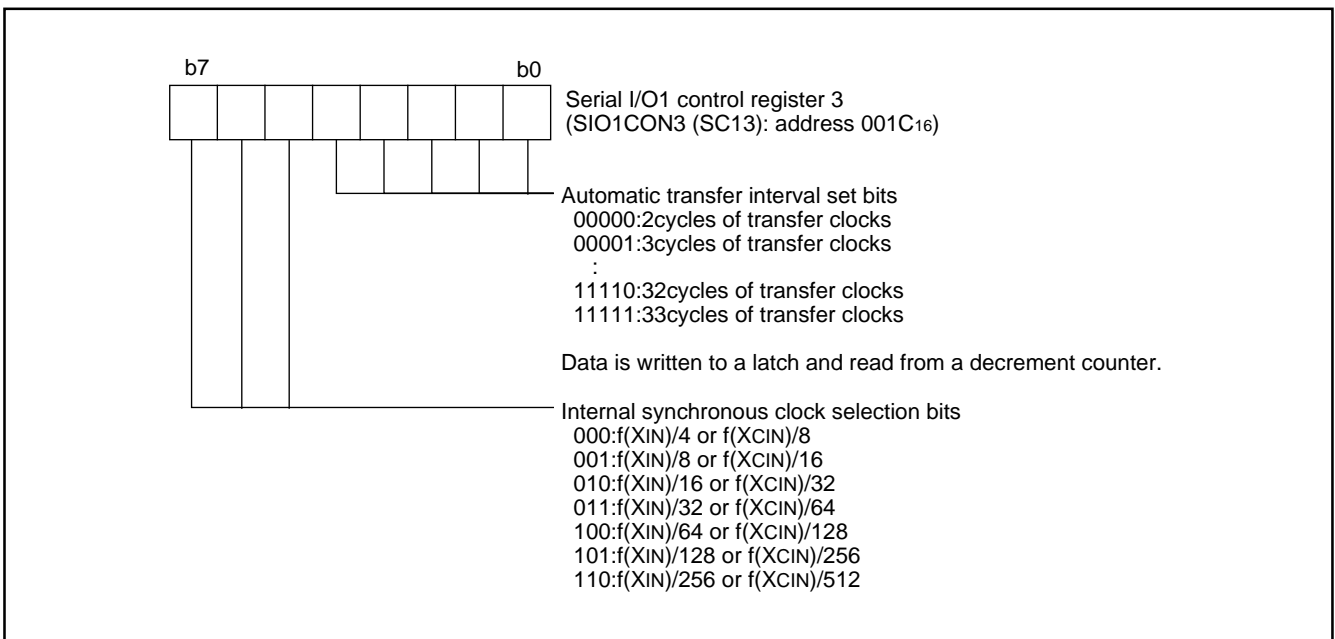 b7 b0
Serial I/O1 control register 3
(SIO1CON3 (SC13): address 001C16)
Automatic transfer interval set bits
00000:2cycles of transfer clocks
00001:3cycles of transfer clocks
:
11110:32cycles of transfer clocks
11111:33cycles of transfer clocks
Data is written to a latch and read from a decrement counter.
Internal synchronous clock selection bits
000:f(XIN)/4 or f(XCIN)/8
001:f(XIN)/8 or f(XCIN)/16
010:f(XIN)/16 or f(XCIN)/32
011:f(XIN)/32 or f(XCIN)/64
100:f(XIN)/64 or f(XCIN)/128
101:f(XIN)/128 or f(XCIN)/256
110:f(XIN)/256 or f(XCIN)/512